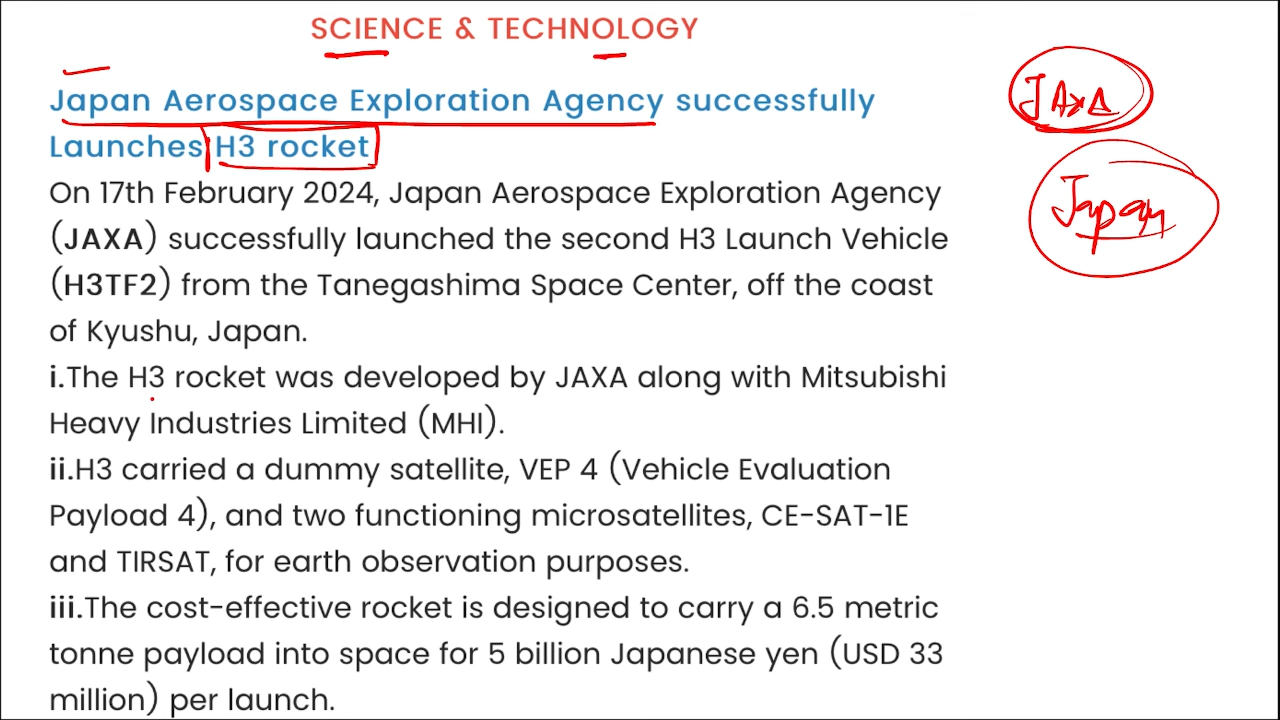 SCIENCE & TECHNOLOGY
Japan Aerospace Exploration Agency successfully
Launches H3 rocket
On 17th February 2024, Japan Aerospace Exploration Agency
(JAXA) successfully launched the second H3 Launch Vehicle
(H3TF2) from the Tanegashima Space Center, off the coast
of Kyushu, Japan.
i.The H3 rocket was developed by JAXA along with Mitsubishi
Heavy Industries Limited (MHI).
ii.H3 carried a dummy satellite, VEP 4 (Vehicle Evaluation
Payload 4), and two functioning microsatellites, CE-SAT-1E
and TIRSAT, for earth observation purposes.
iii.The cost-effective rocket is designed to carry a 6.5 metric
tonne payload into space for 5 billion Japanese yen (USD 33
million) per launch.
JAXA
Japan